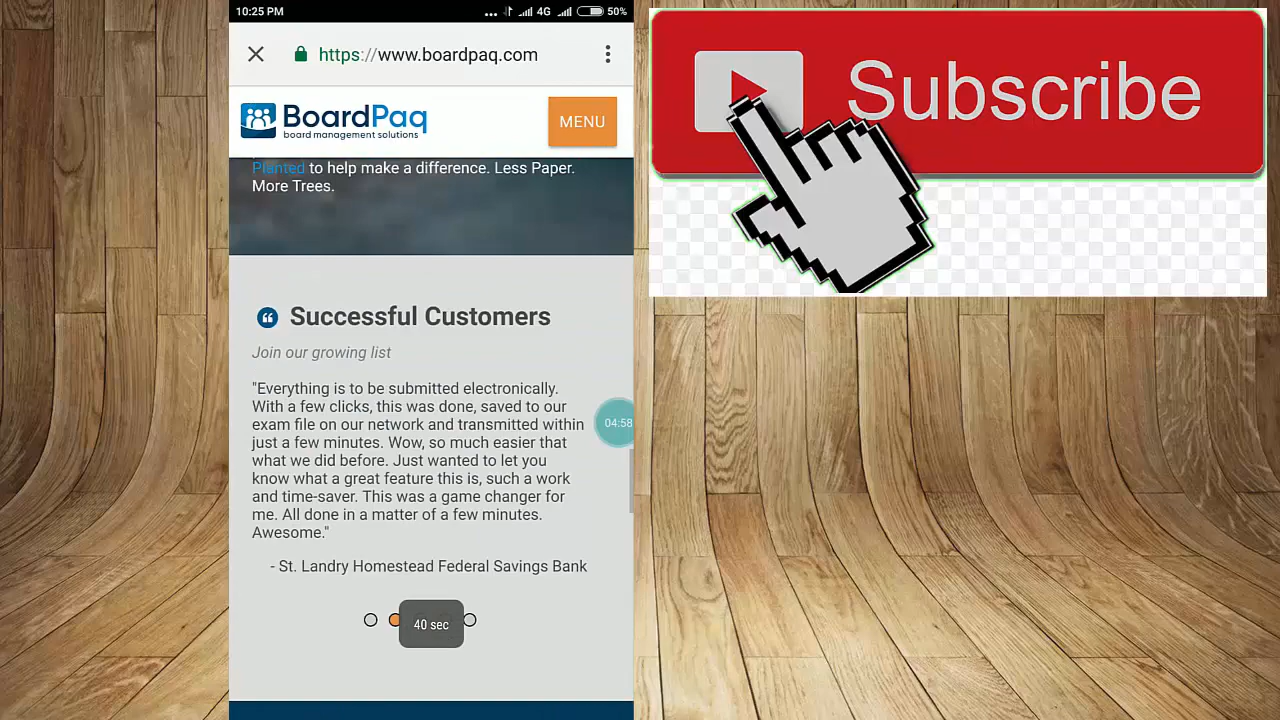 10:25 PM
... 4G 50%
https://www.boardpaq.com
BoardPaq
board management solutions
MENU
Planted to help make a difference. Less Paper.
More Trees.
Successful Customers
Join our growing list
"Everything is to be submitted electronically.
With a few clicks, this was done, saved to our
exam file on our network and transmitted within
just a few minutes. Wow, so much easier that
what we did before. Just wanted to let you
know what a great feature this is, such a work
and time-saver. This was a game changer for
me. All done in a matter of a few minutes.
Awesome."
- St. Landry Homestead Federal Savings Bank
04:58
40 sec
Subscribe